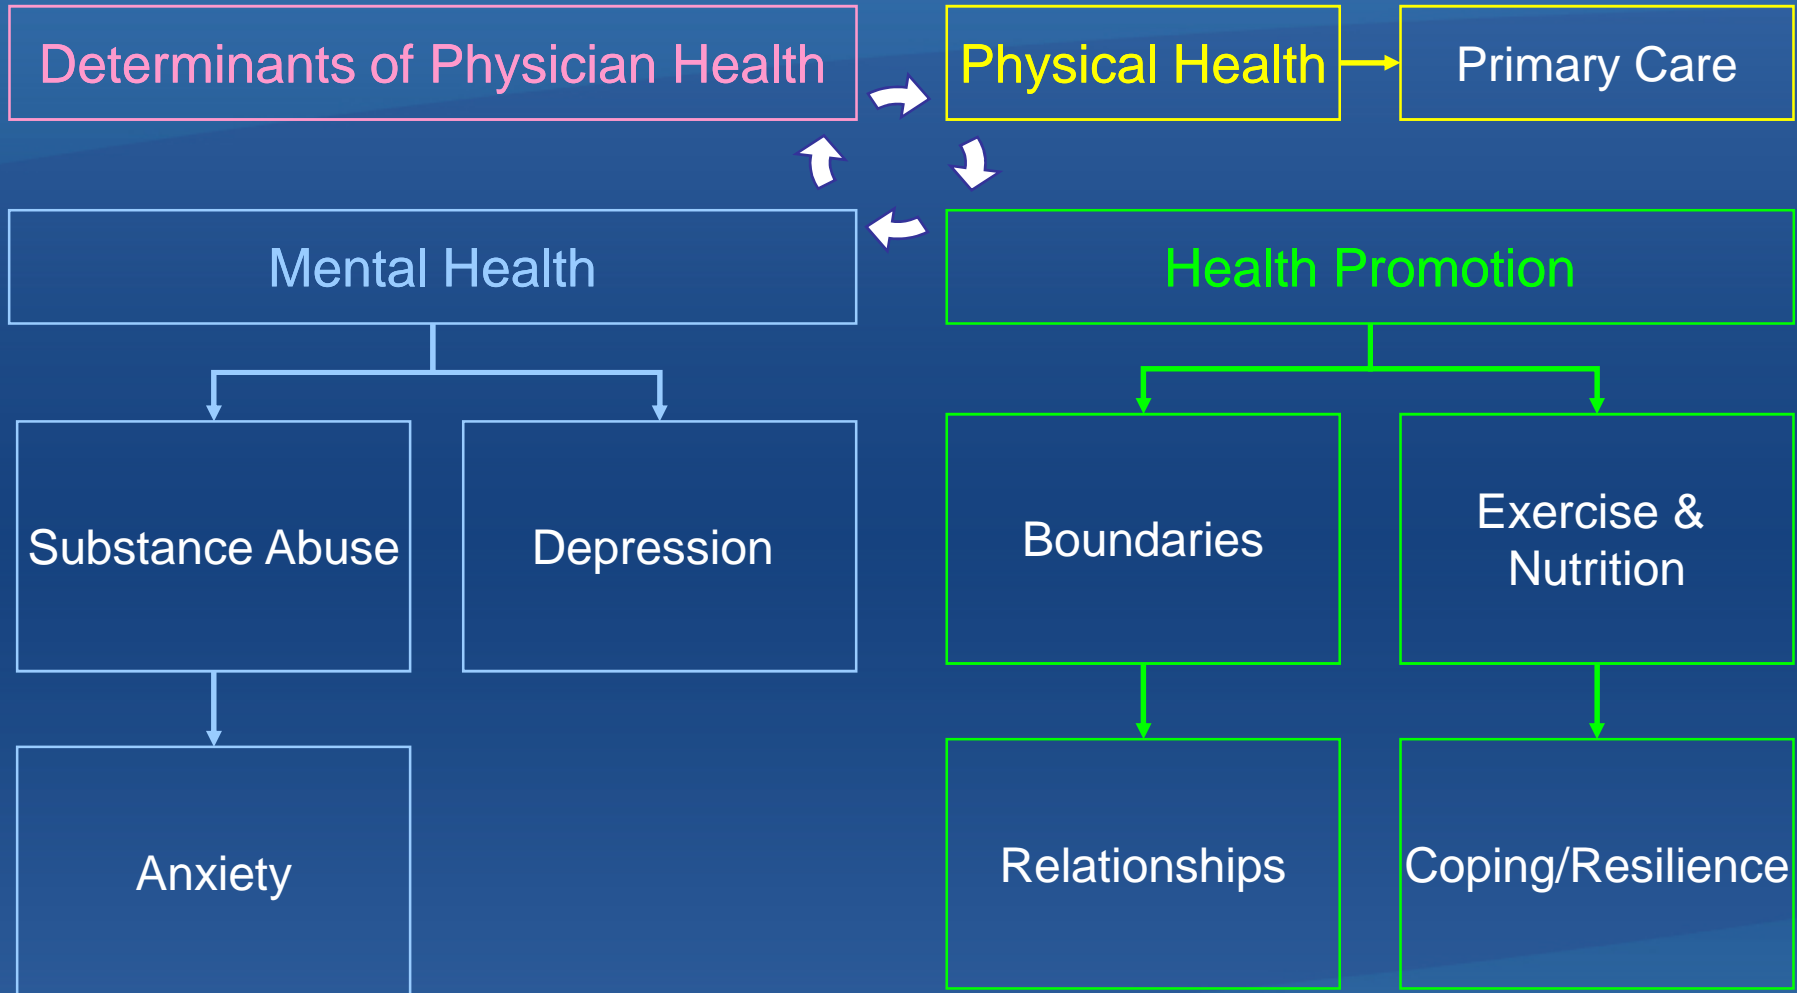 Determinants of Physician Health
Physical Health
Primary Care
Mental Health
Health Promotion
Substance Abuse
Depression
Boundaries
Exercise &
Nutrition
Anxiety
Relationships
Coping/Resilience